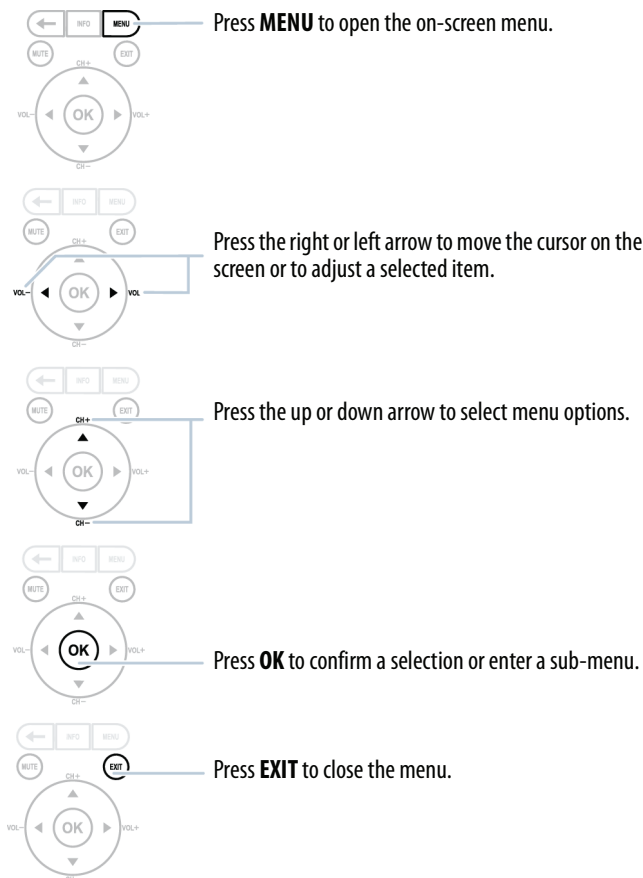 INFO MENU
Press MENU to open the on-screen menu.
MUTE EXIT
CH+
VOL− OK VOL+
CH−
INFO MENU
MUTE EXIT
CH+
Press the right or left arrow to move the cursor on the
screen or to adjust a selected item.
VOL− OK VOL
CH−
INFO MENU
MUTE EXIT
CH+
Press the up or down arrow to select menu options.
VOL− OK VOL+
CH−
INFO MENU
MUTE EXIT
CH+
VOL− OK VOL+
Press OK to confirm a selection or enter a sub-menu.
CH−
INFO MENU
MUTE EXIT
Press EXIT to close the menu.
CH+
VOL− OK VOL+